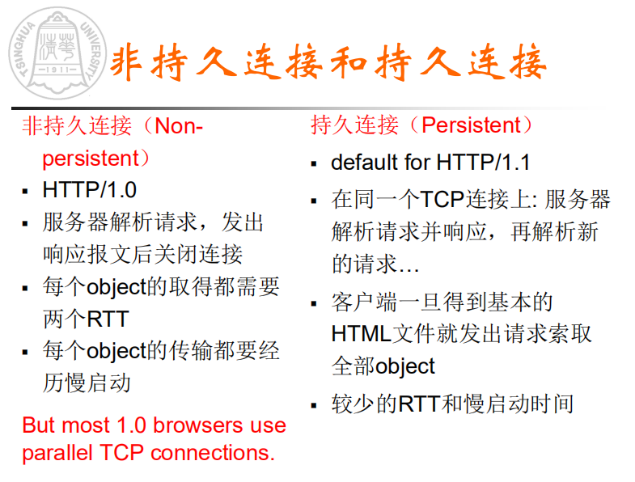 TSINGHUA UNIVERSITY
-1911-
非持久连接和持久连接
非持久连接（Non-
persistent）
▪ HTTP/1.0
▪ 服务器解析请求，发出
响应报文后关闭连接
▪ 每个object的取得都需要
两个RTT
▪ 每个object的传输都要经
历慢启动
But most 1.0 browsers use
parallel TCP connections.
持久连接（Persistent）
▪ default for HTTP/1.1
▪ 在同一个TCP连接上: 服务器
解析请求并响应，再解析新
的请求…
▪ 客户端一旦得到基本的
HTML文件就发出请求索取
全部object
▪ 较少的RTT和慢启动时间